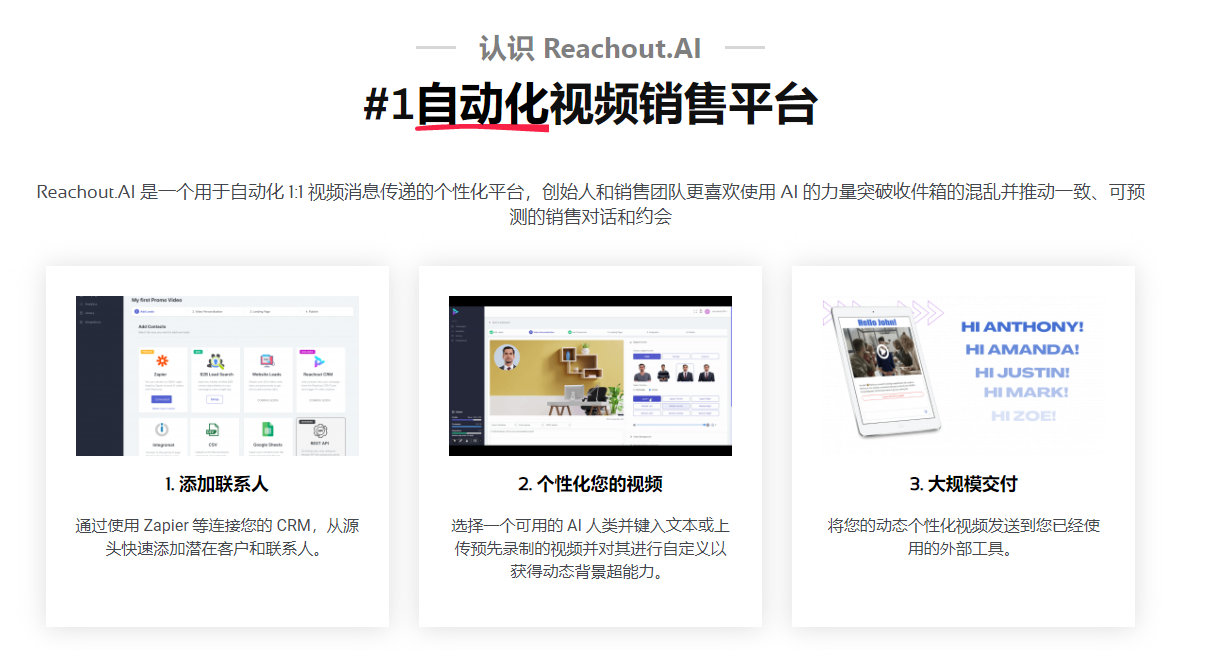 认识 Reachout.AI
#1自动化视频销售平台
Reachout.AI 是一个用于自动化 1:1 视频消息传递的个性化平台，创始人和销售团队更喜欢使用 AI 的力量突破收件箱的混乱并推动一致、可预
测的销售对话和约会
My first Promo Video
Add Contacts
Zapier
B2B Lead Search
Website Leads
Reachout CRM
Integromat
CSV
Google Sheets
REST API
Hello John!
HI ANTHONY!
HI AMANDA!
HI JUSTIN!
HI MARK!
HI ZOE!
1. 添加联系人
通过使用 Zapier 等连接您的 CRM，从源
头快速添加潜在客户和联系人。
2. 个性化您的视频
选择一个可用的 AI 人类并键入文本或上
传预先录制的视频并对其进行自定义以
获得动态背景超能力。
3. 大规模交付
将您的动态个性化视频发送到您已经使
用的外部工具。